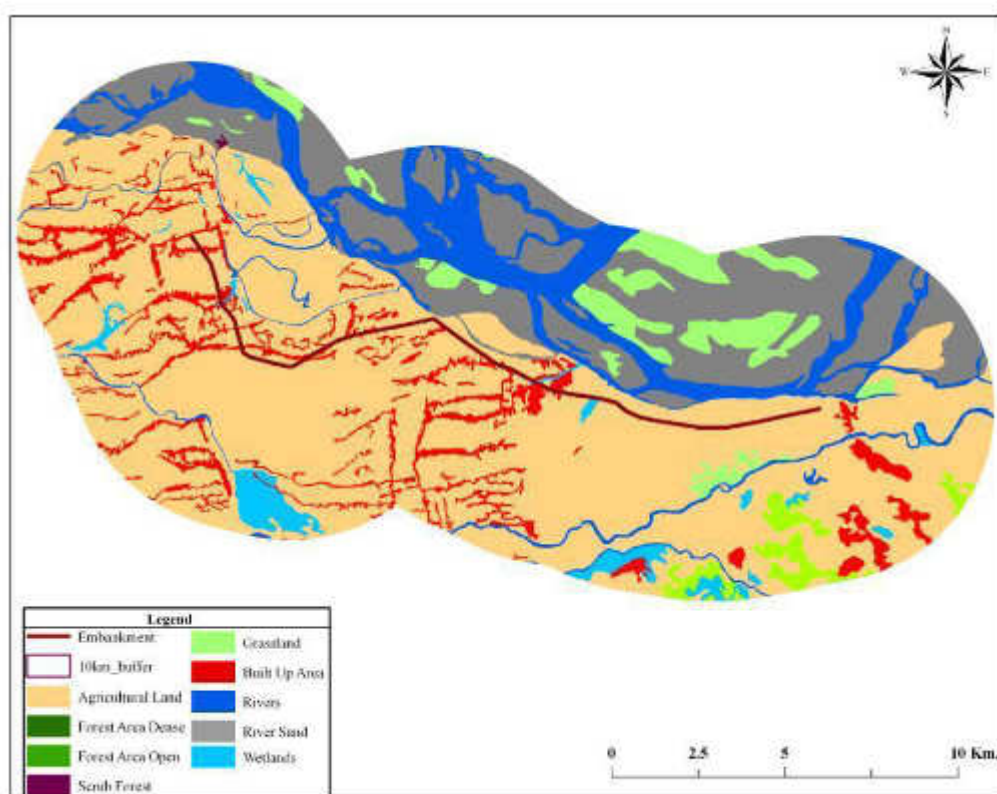 N
W E
S
Legend
Embankment
10km_buffer
Agricultural Land
Forest Area Dense
Forest Area Open
Scrub Forest
Grassland
Built Up Area
Rivers
River Sand
Wetlands
0 2.5 5 10 Km.